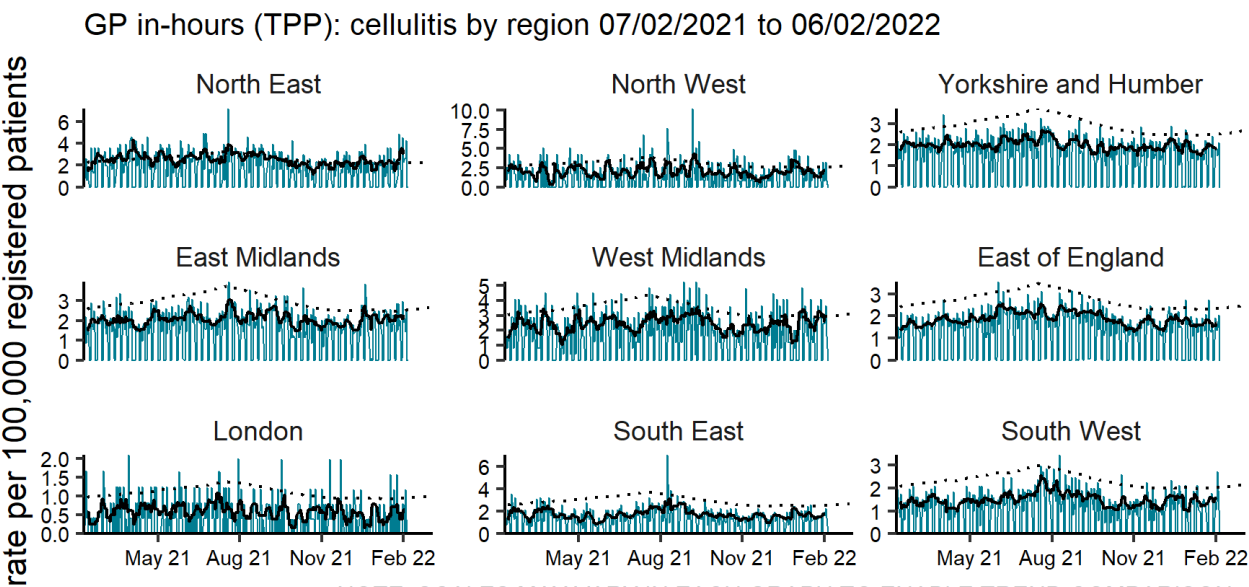 GP in-hours (TPP): cellulitis by region 07/02/2021 to 06/02/2022
rate per 100,000 registered patients
North East
6
4
2
0
North West
10.0
7.5
5.0
2.5
0.0
Yorkshire and Humber
3
2
1
0
East Midlands
3
2
1
0
West Midlands
5
4
3
2
1
0
East of England
3
2
1
0
London
2.0
1.5
1.0
0.5
0.0
South East
6
4
2
0
South West
3
2
1
0
May 21 Aug 21 Nov 21 Feb 22
May 21 Aug 21 Nov 21 Feb 22
May 21 Aug 21 Nov 21 Feb 22